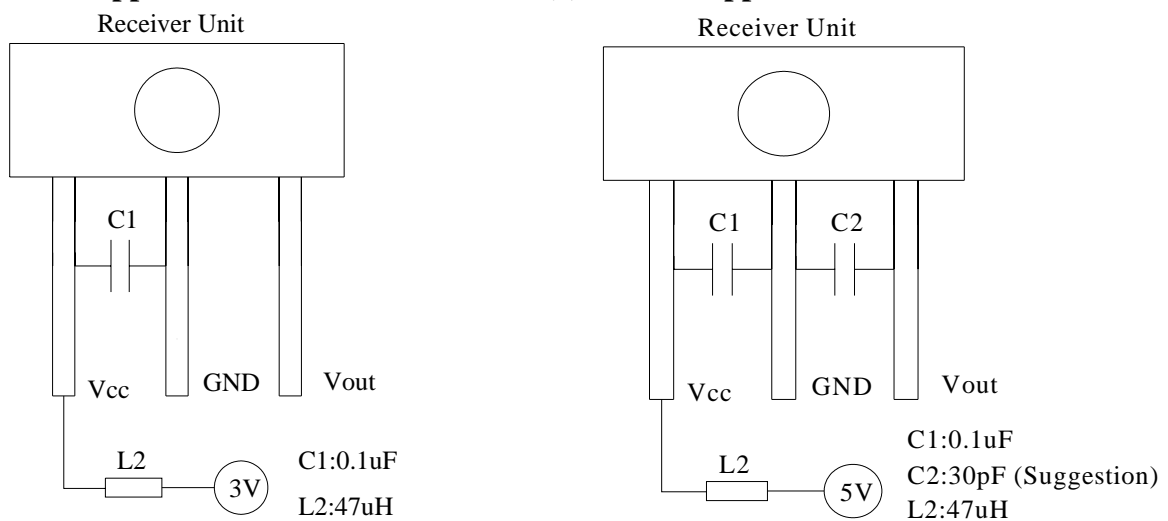 Receiver Unit
C1
Vcc
GND
Vout
L2
3V
C1:0.1uF
L2:47uH
Receiver Unit
C1
C2
Vcc
GND
Vout
L2
5V
C1:0.1uF
C2:30pF (Suggestion)
L2:47uH